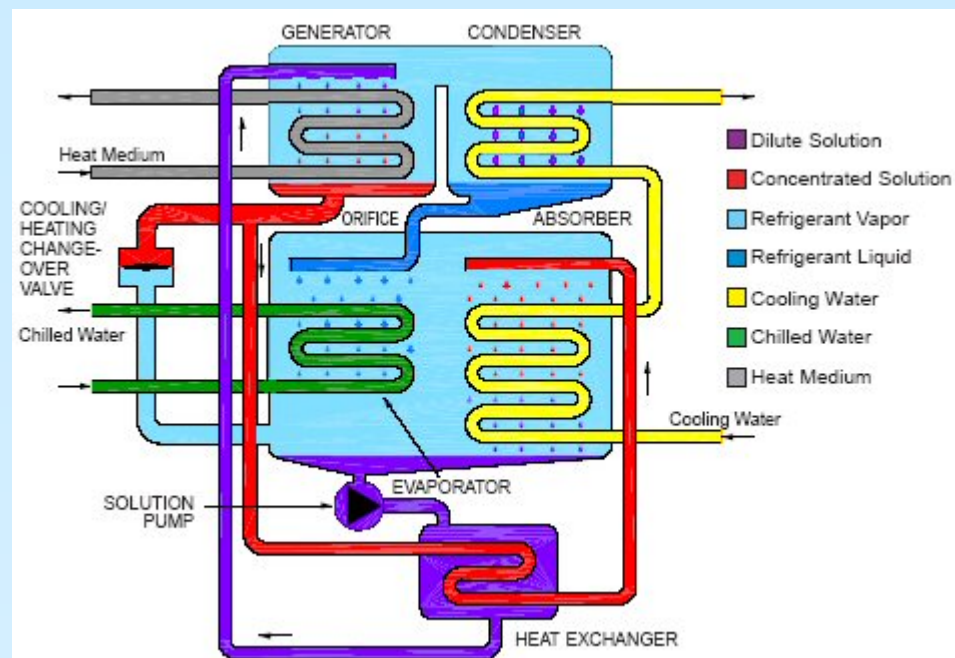 GENERATOR
CONDENSER
Heat Medium
COOLING/
HEATING
CHANGE-
OVER
VALVE
ORIFICE
ABSORBER
Chilled Water
Cooling Water
EVAPORATOR
SOLUTION
PUMP
HEAT EXCHANGER
Dilute Solution
Concentrated Solution
Refrigerant Vapor
Refrigerant Liquid
Cooling Water
Chilled Water
Heat Medium